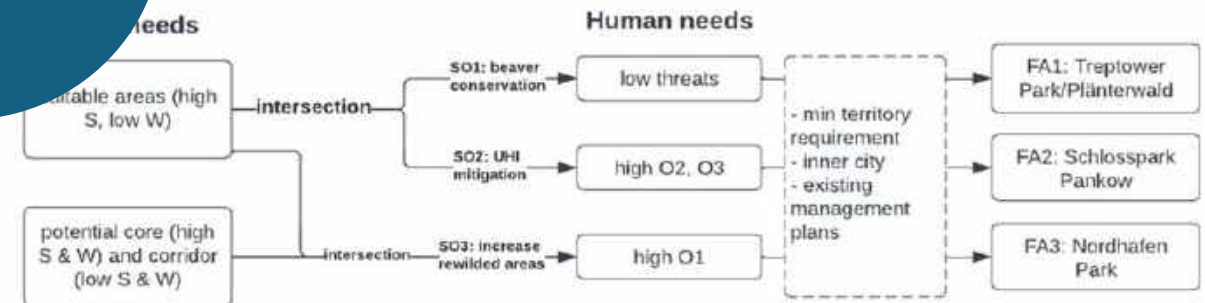 needs
Human needs
suitable areas (high
S, low W)
intersection
SO1: beaver
conservation
low threats
SO2: UHI
mitigation
high O2, O3
potential core (high
S & W) and corridor
(low S & W)
intersection
SO3: increase
rewilded areas
high O1
- min territory
requirement
- inner city
- existing
management
plans
FA1: Treptower
Park/Plänterwald
FA2: Schlosspark
Pankow
FA3: Nordhafen
Park